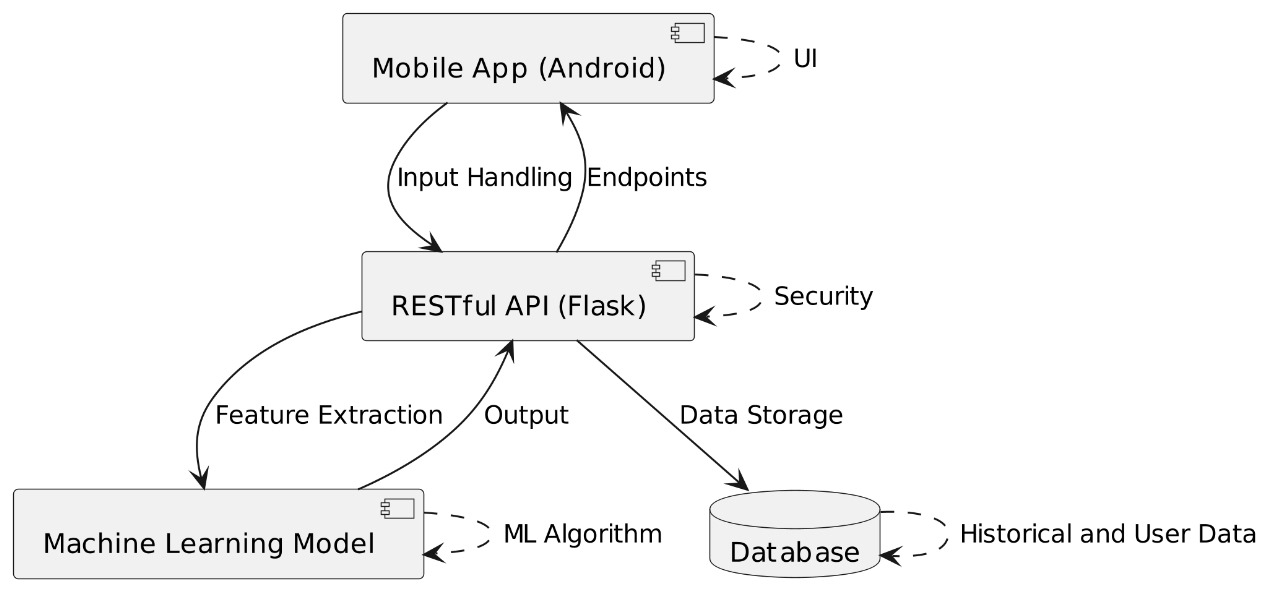 Mobile App (Android)
UI
Input Handling
Endpoints
RESTful API (Flask)
Security
Feature Extraction
Output
Data Storage
Machine Learning Model
ML Algorithm
Database
Historical and User Data